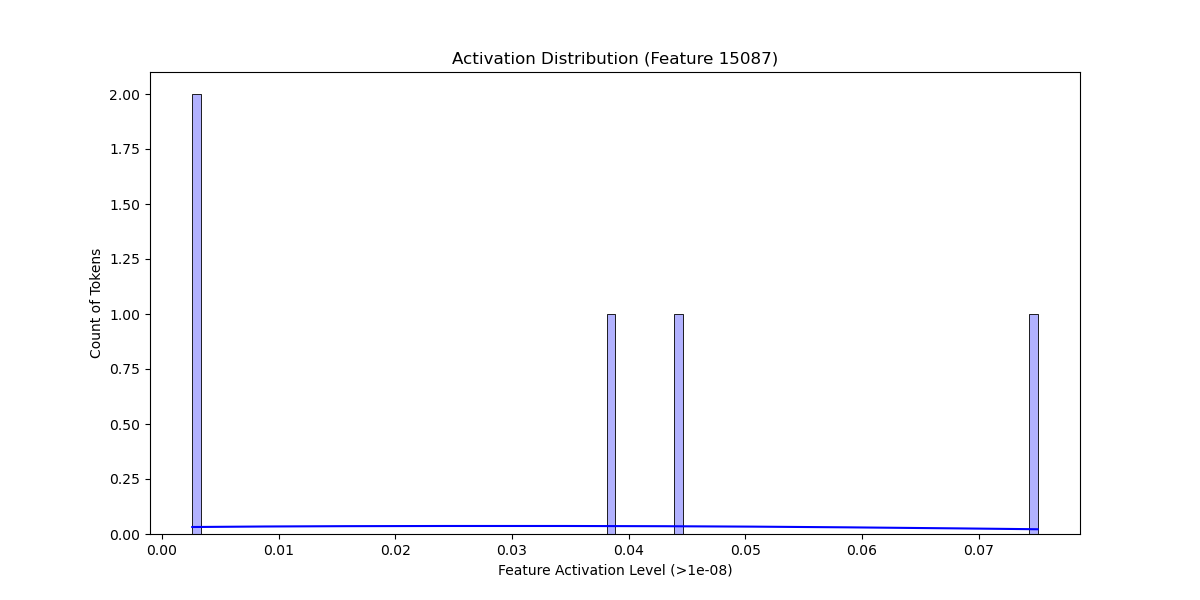 Activation Distribution (Feature 15087)
2.00
1.75
1.50
1.25
1.00
0.75
0.50
0.25
0.00
Count of Tokens
0.00 0.01 0.02 0.03 0.04 0.05 0.06 0.07
Feature Activation Level (>1e-08)